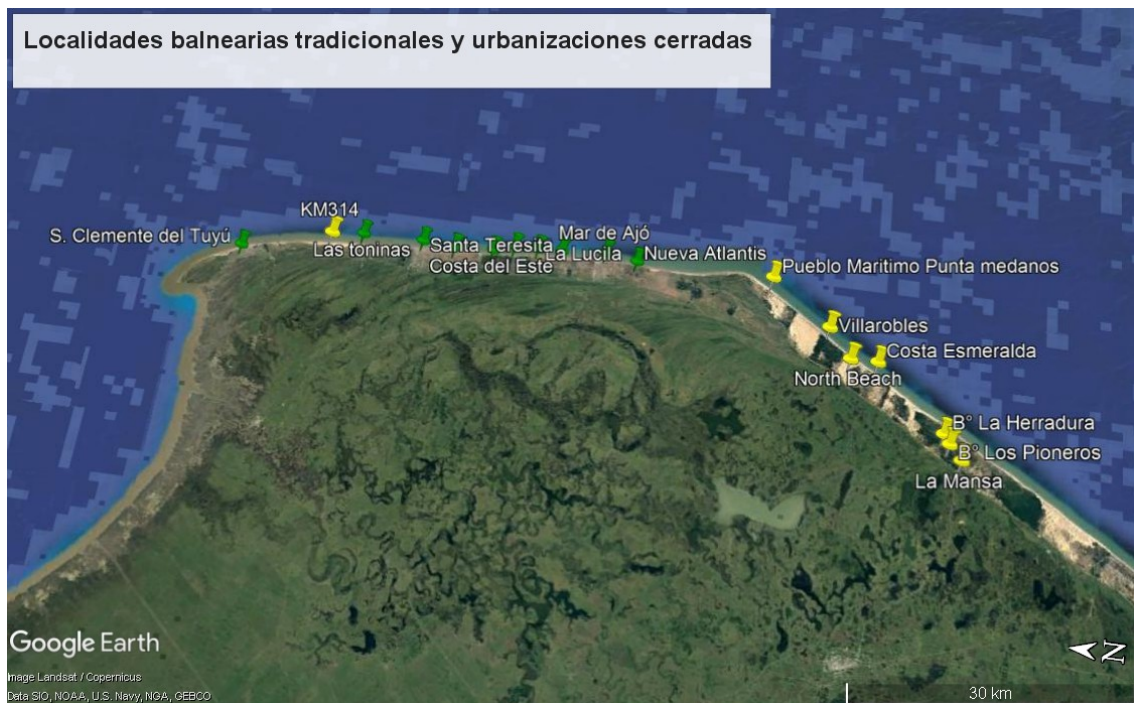 Localidades balnearias tradicionales y urbanizaciones cerradas
KM314
S. Clemente del Tuyú
Las toninas
Santa Teresita
Mar de Ajó
La Lucila
Nueva Atlantis
Costa del Este
Pueblo Maritimo Punta medanos
Villarobles
Costa Esmeralda
North Beach
B° La Herradura
B° Los Pioneros
La Mansa
Google Earth
Image Landsat / Copernicus
Data SIO, NOAA, U.S. Navy, NGA, GEBCO
N
30 km